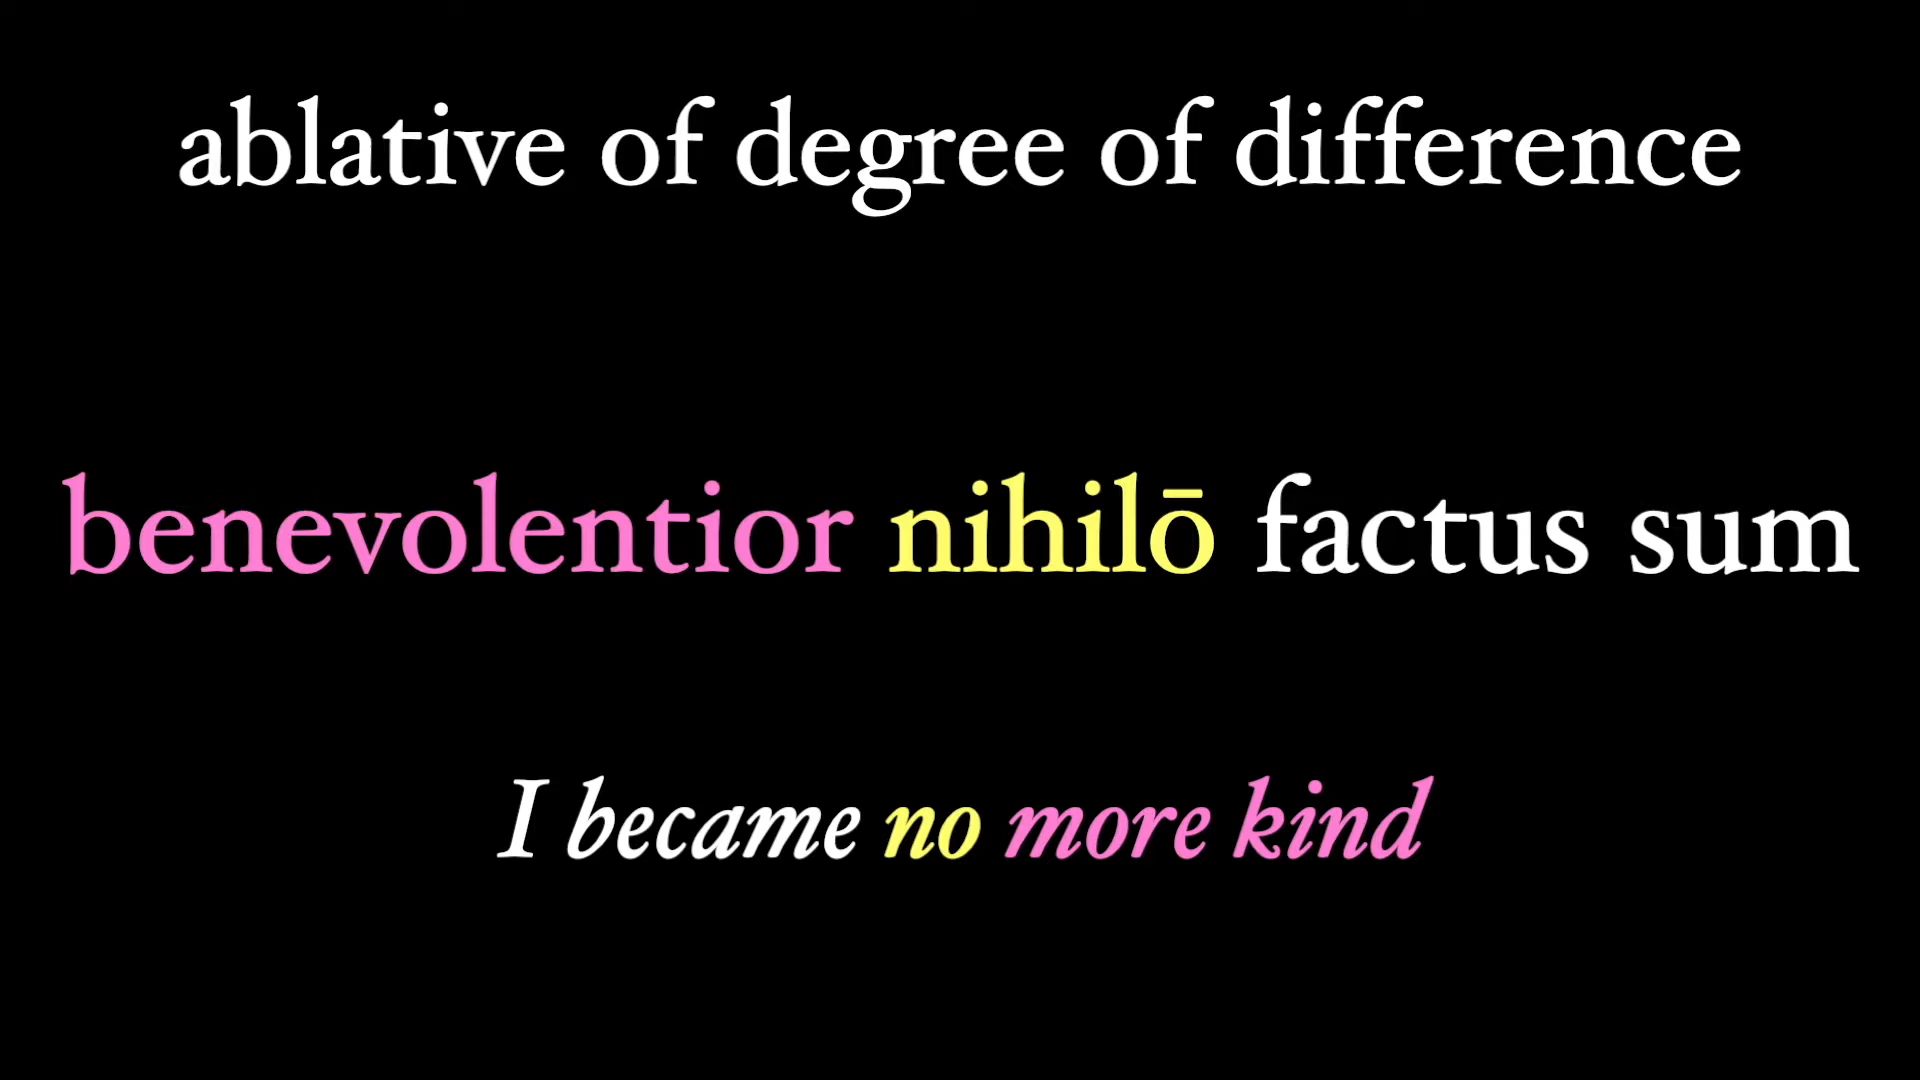 ablative of degree of difference
benevolentior nihilō factus sum
I became no more kind